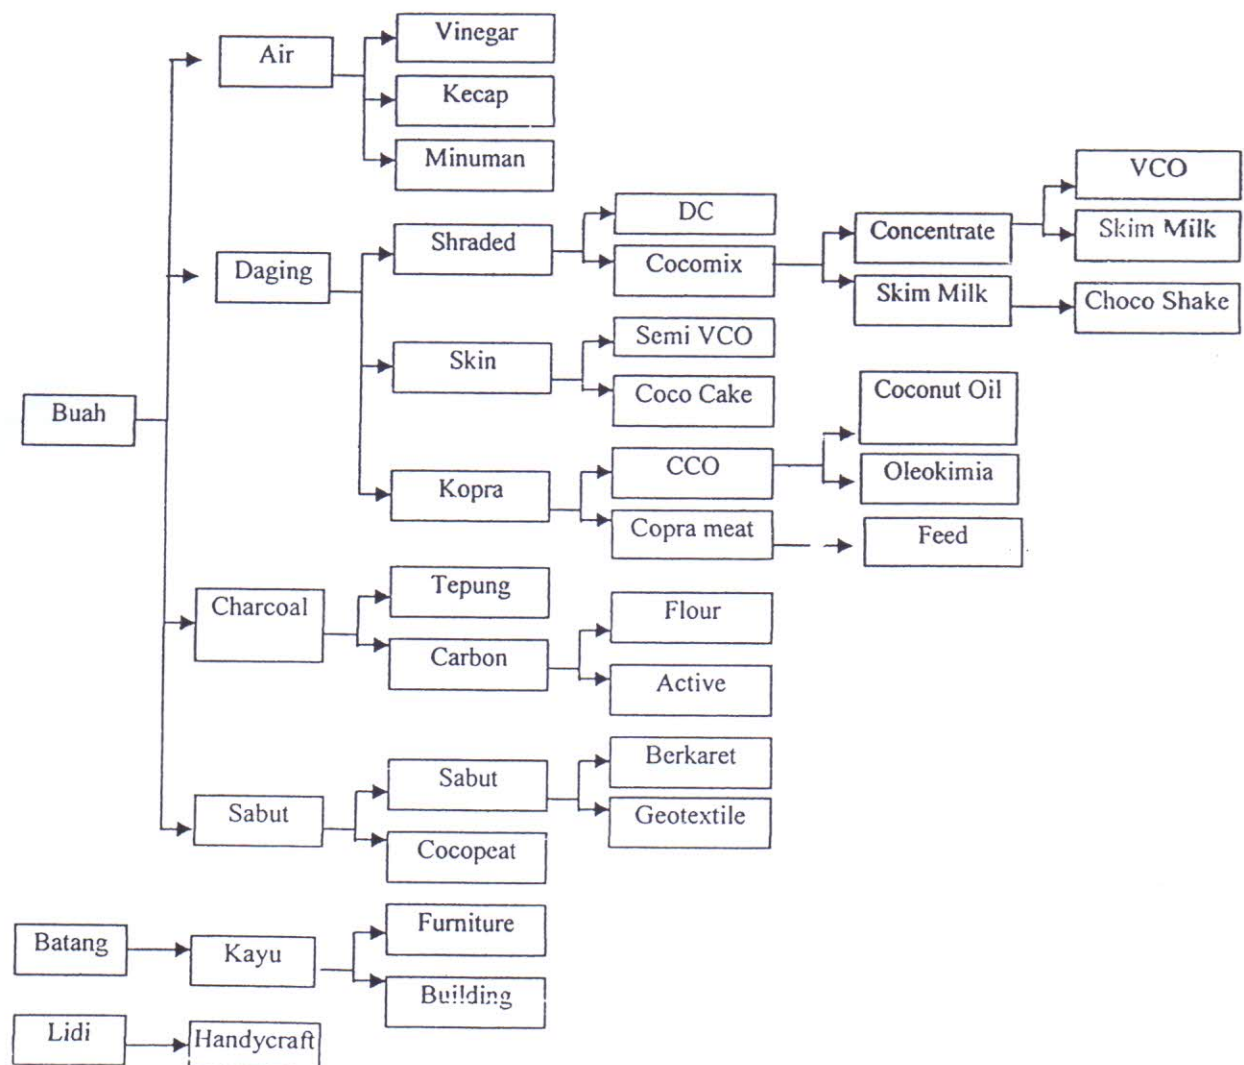 Vinegar
Air
Kecap
Minuman
VCO
DC
Shraded
Concentrate
Skim Milk
Daging
Cocomix
Skim Milk
Choco Shake
Semi VCO
Skin
Coco Cake
Coconut Oil
Buah
CCO
Kopra
Oleokimia
Copra meat
Feed
Tepung
Charcoal
Flour
Carbon
Active
Berkaret
Sabut
Sabut
Geotextile
Cocopeat
Furniture
Batang
Kayu
Building
Lidi
Handycraft